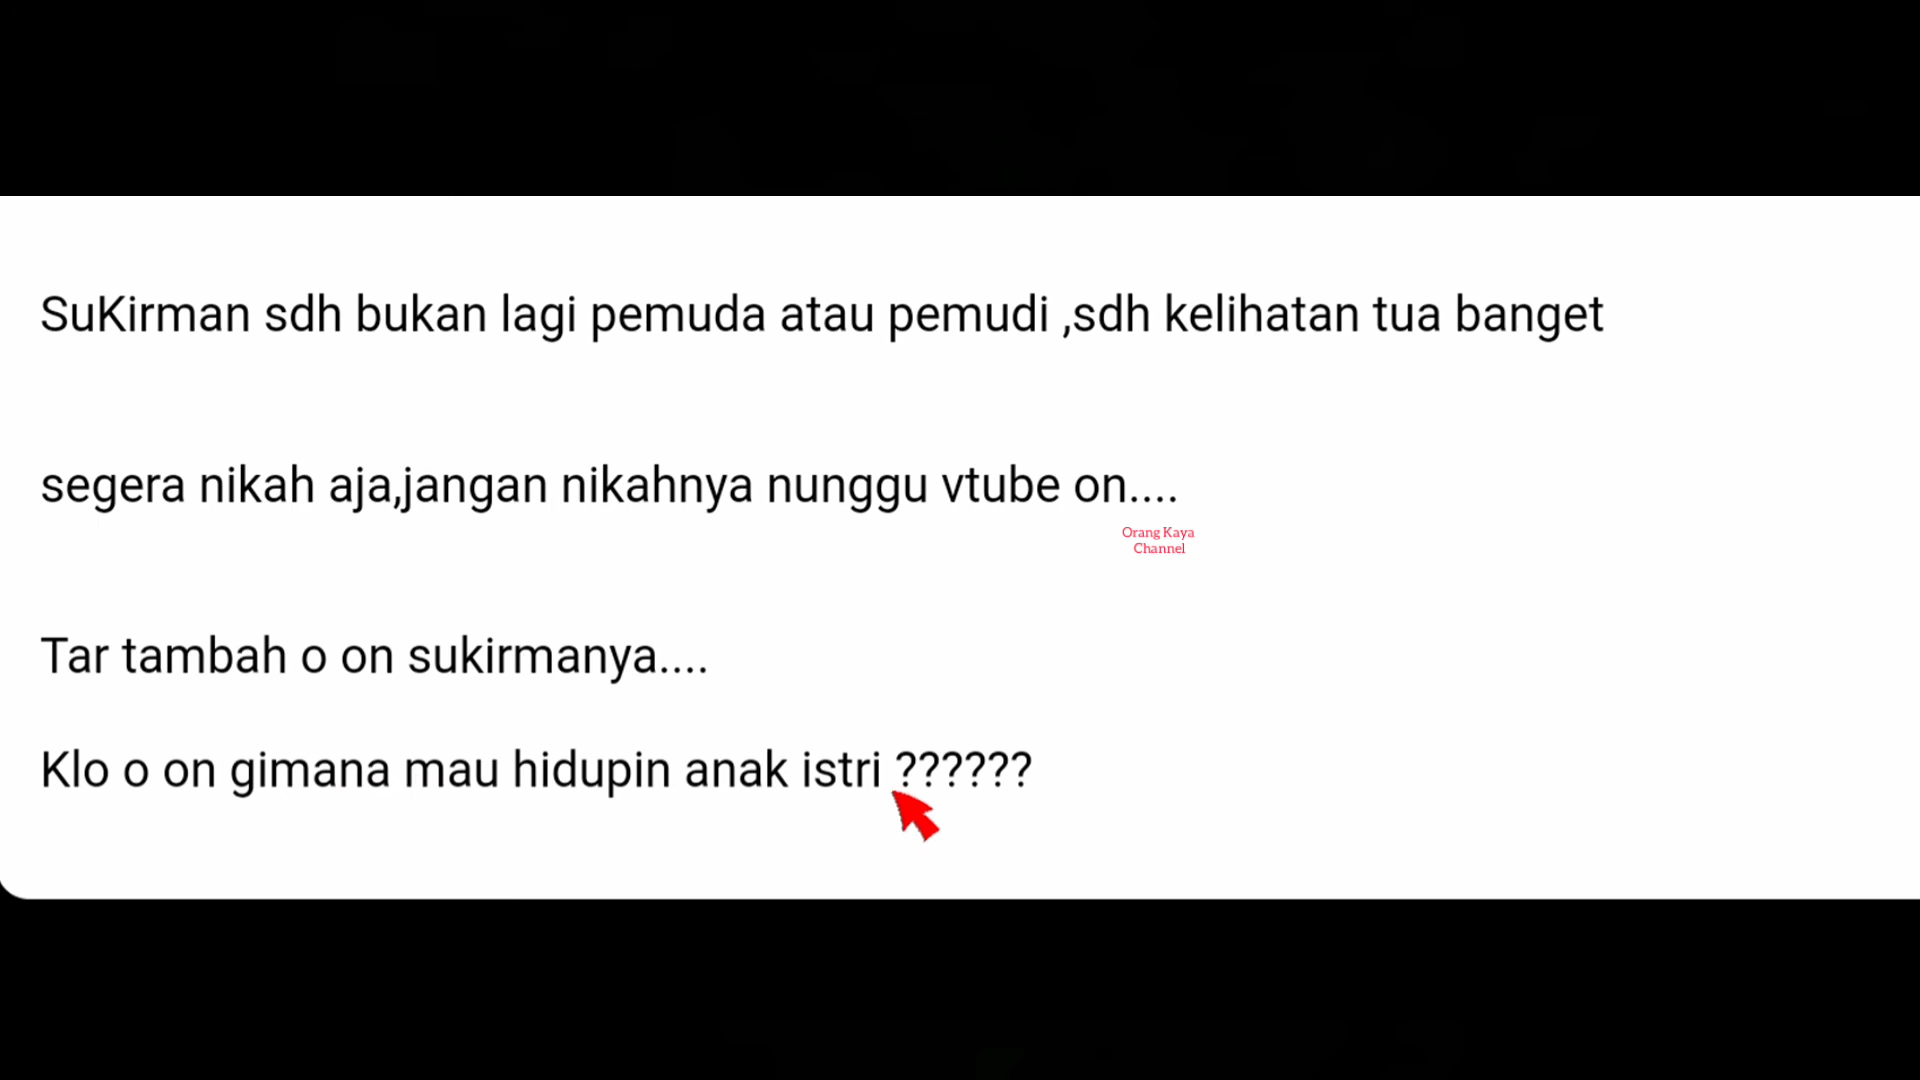 SuKirman sdh bukan lagi pemuda atau pemudi ,sdh kelihatan tua banget
segera nikah aja,jangan nikahnya nunggu vtube on....
Orang Kaya
Channel
Tar tambah o on sukirmanya....
Klo o on gimana mau hidupin anak istri ??????